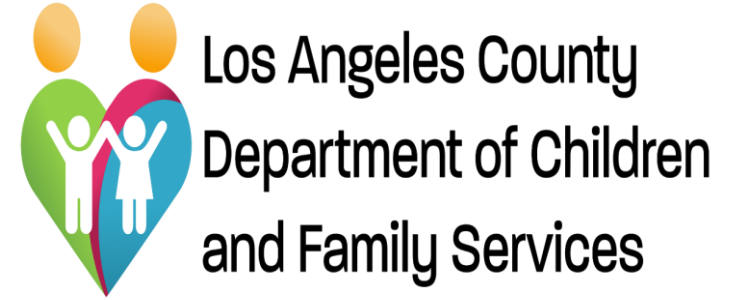 Los Angeles County
Department of Children
and Family Services